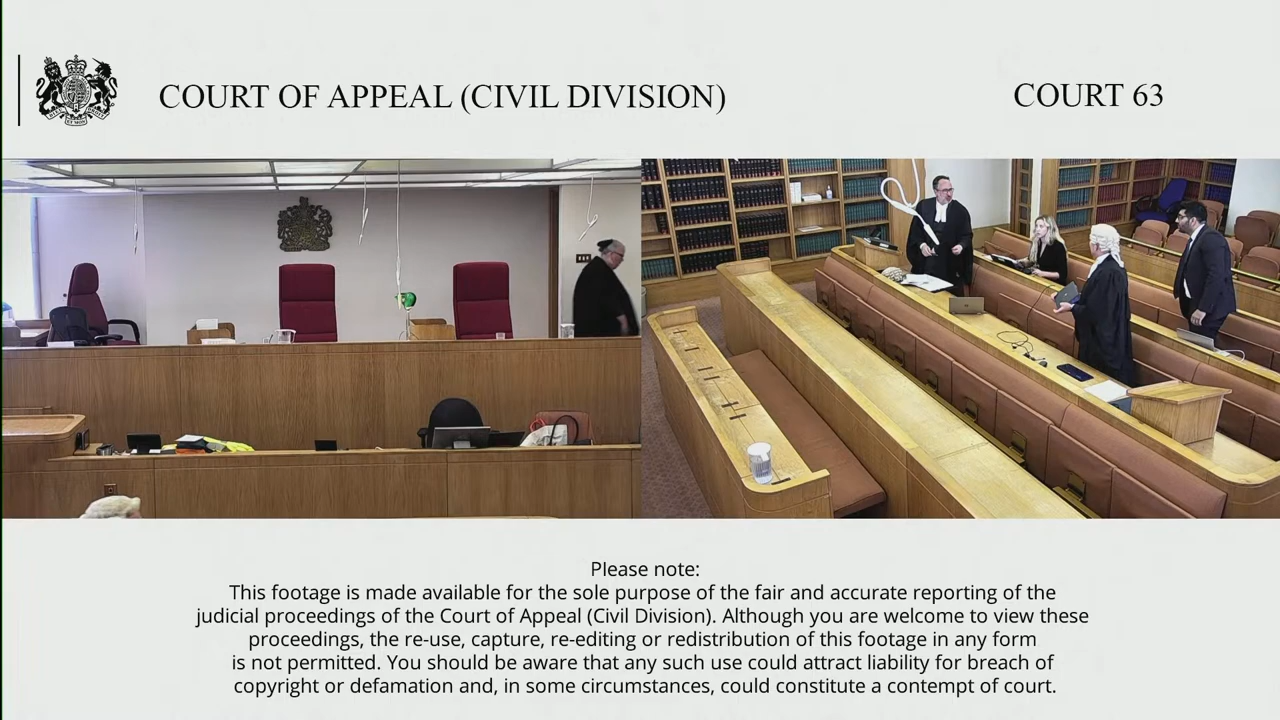 COURT OF APPEAL (CIVIL DIVISION)
COURT 63
Please note:
This footage is made available for the sole purpose of the fair and accurate reporting of the
judicial proceedings of the Court of Appeal (Civil Division). Although you are welcome to view these
proceedings, the re-use, capture, re-editing or redistribution of this footage in any form
is not permitted. You should be aware that any such use could attract liability for breach of
copyright or defamation and, in some circumstances, could constitute a contempt of court.